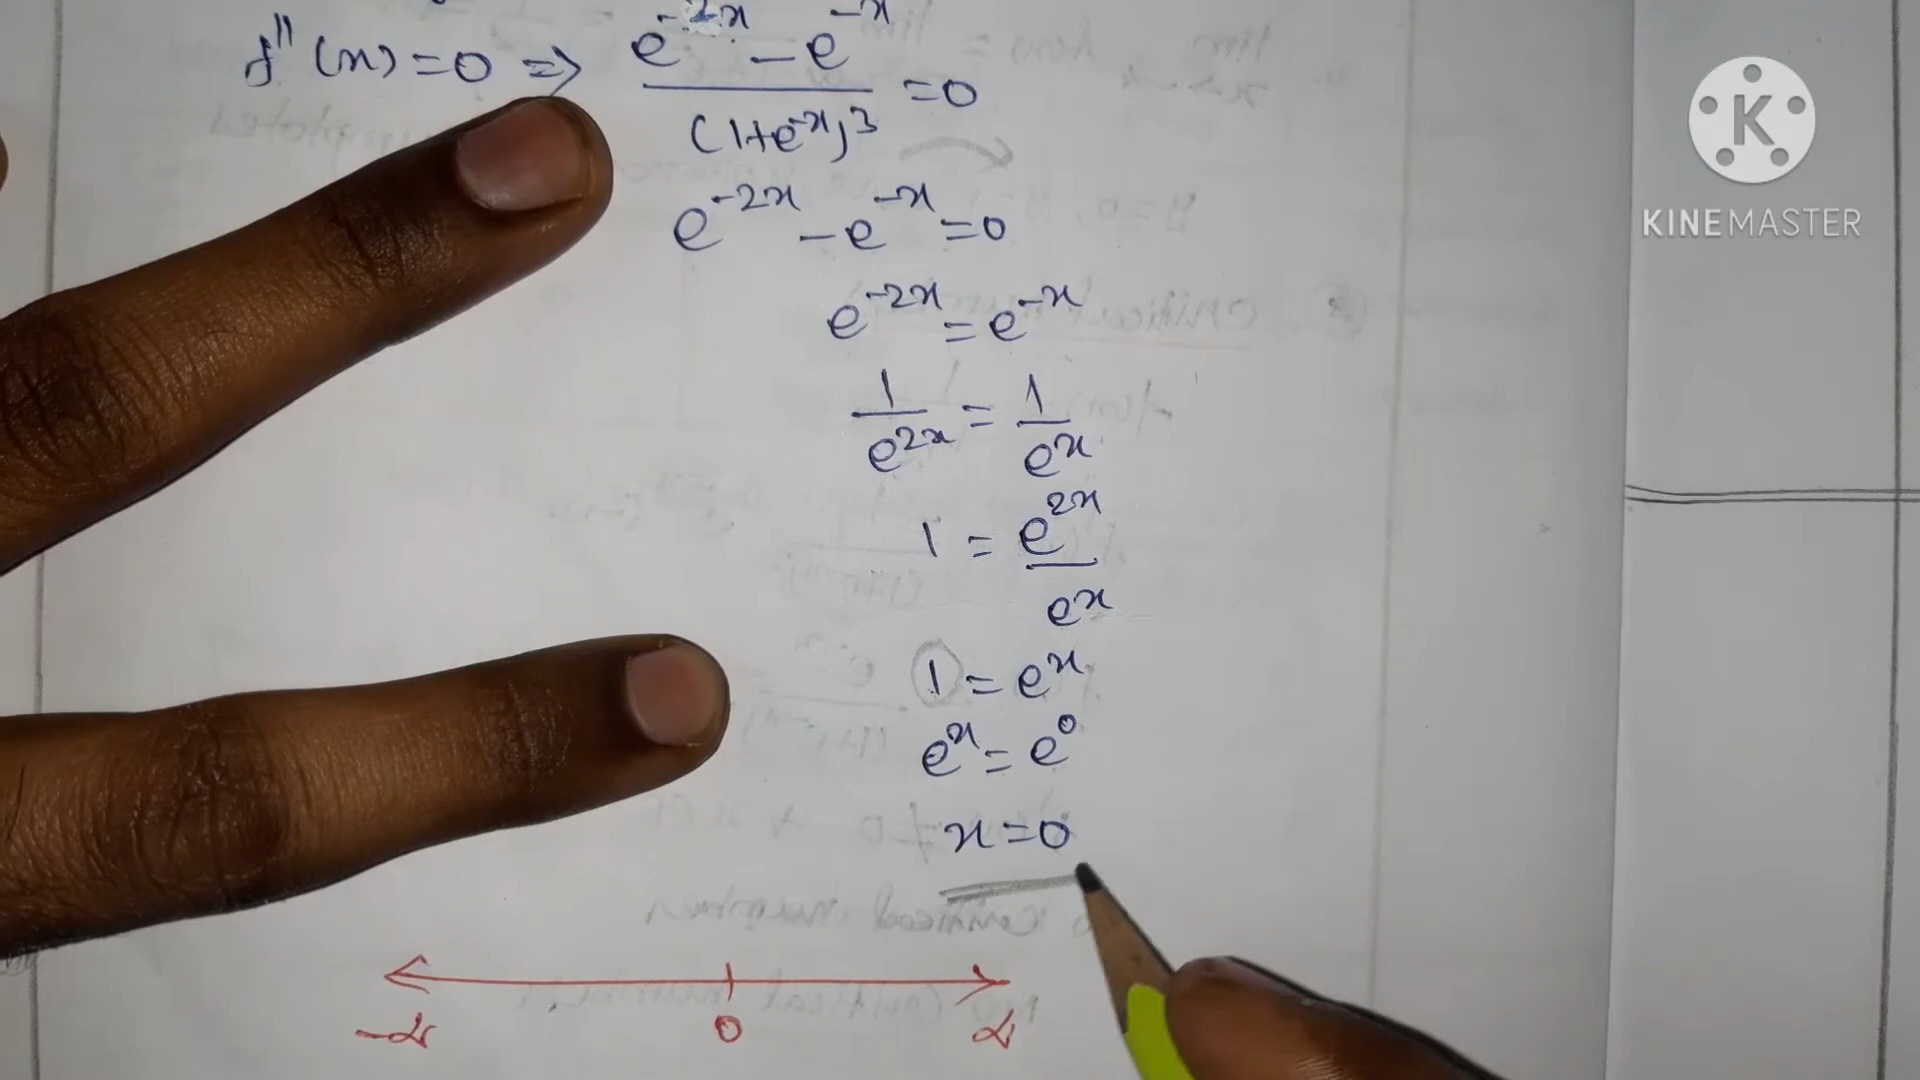 f''(x)=0 => e^-2x - e^-x / (1+e^-x)^3 =0
e^-2x - e^-x =0
e^-2x = e^-x
1/e^2x = 1/e^x
1 = e^2x/e^x
1 = e^x
e^x = e^0
x=0
-∞ 0 ∞
K
KINEMASTER